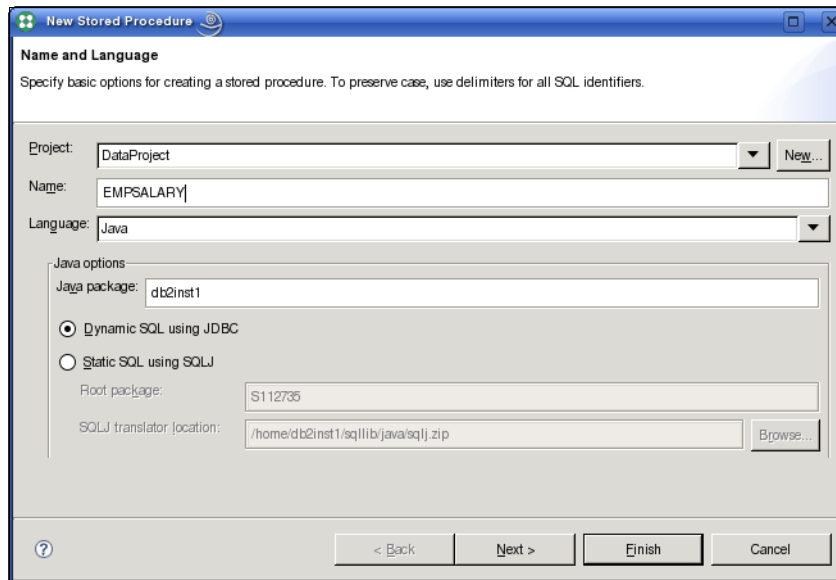 New Stored Procedure
Name and Language
Specify basic options for creating a stored procedure. To preserve case, use delimiters for all SQL identifiers.
Project: DataProject New...
Name: EMPSALARY
Language: Java
Java options
Java package: db2inst1
Dynamic SQL using JDBC
Static SQL using SQLJ
Root package: S112735
SQLJ translator location: /home/db2inst1/sqllib/java/sqlj.zip Browse...
? < Back Next > Finish Cancel